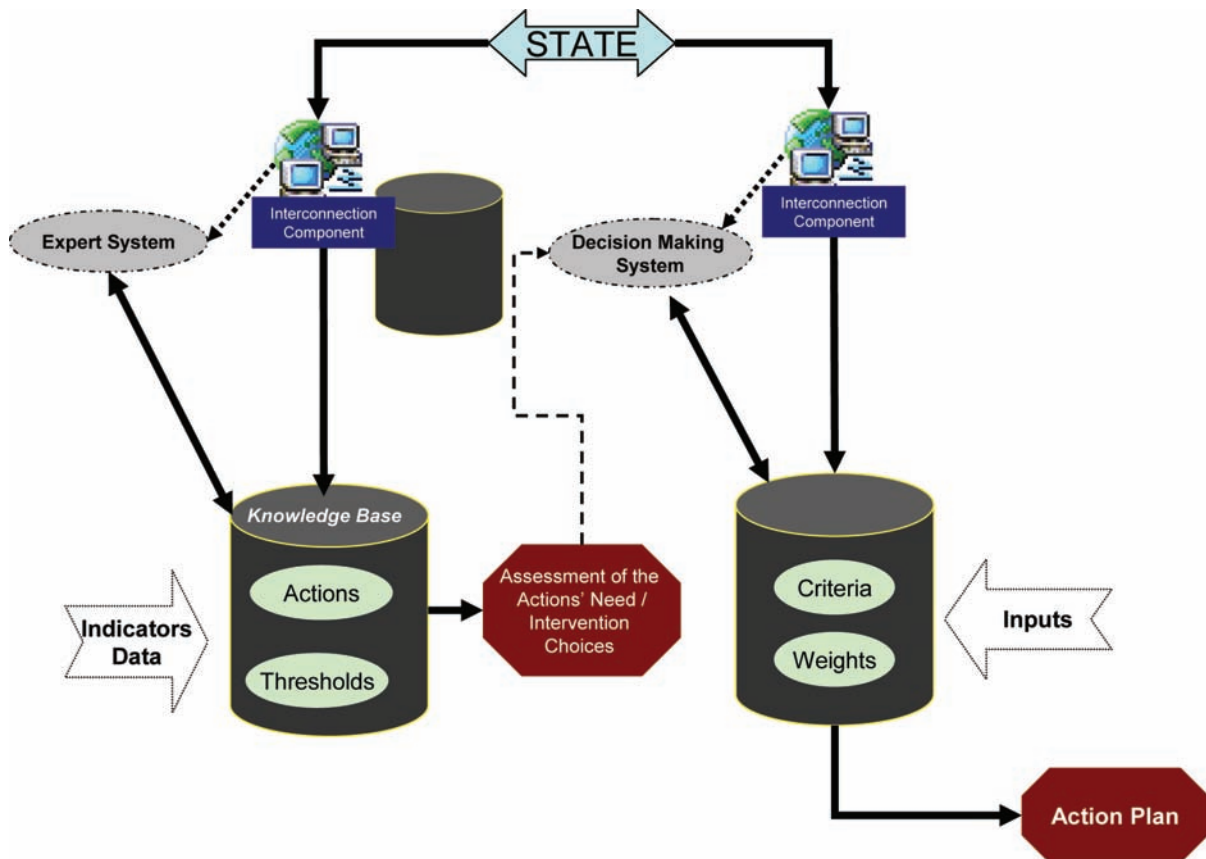 STATE
Interconnection
Component
Interconnection
Component
Expert System
Decision Making
System
Knowledge Base
Actions
Thresholds
Indicators
Data
Assessment of the
Actions' Need /
Intervention
Choices
Criteria
Weights
Inputs
Action Plan